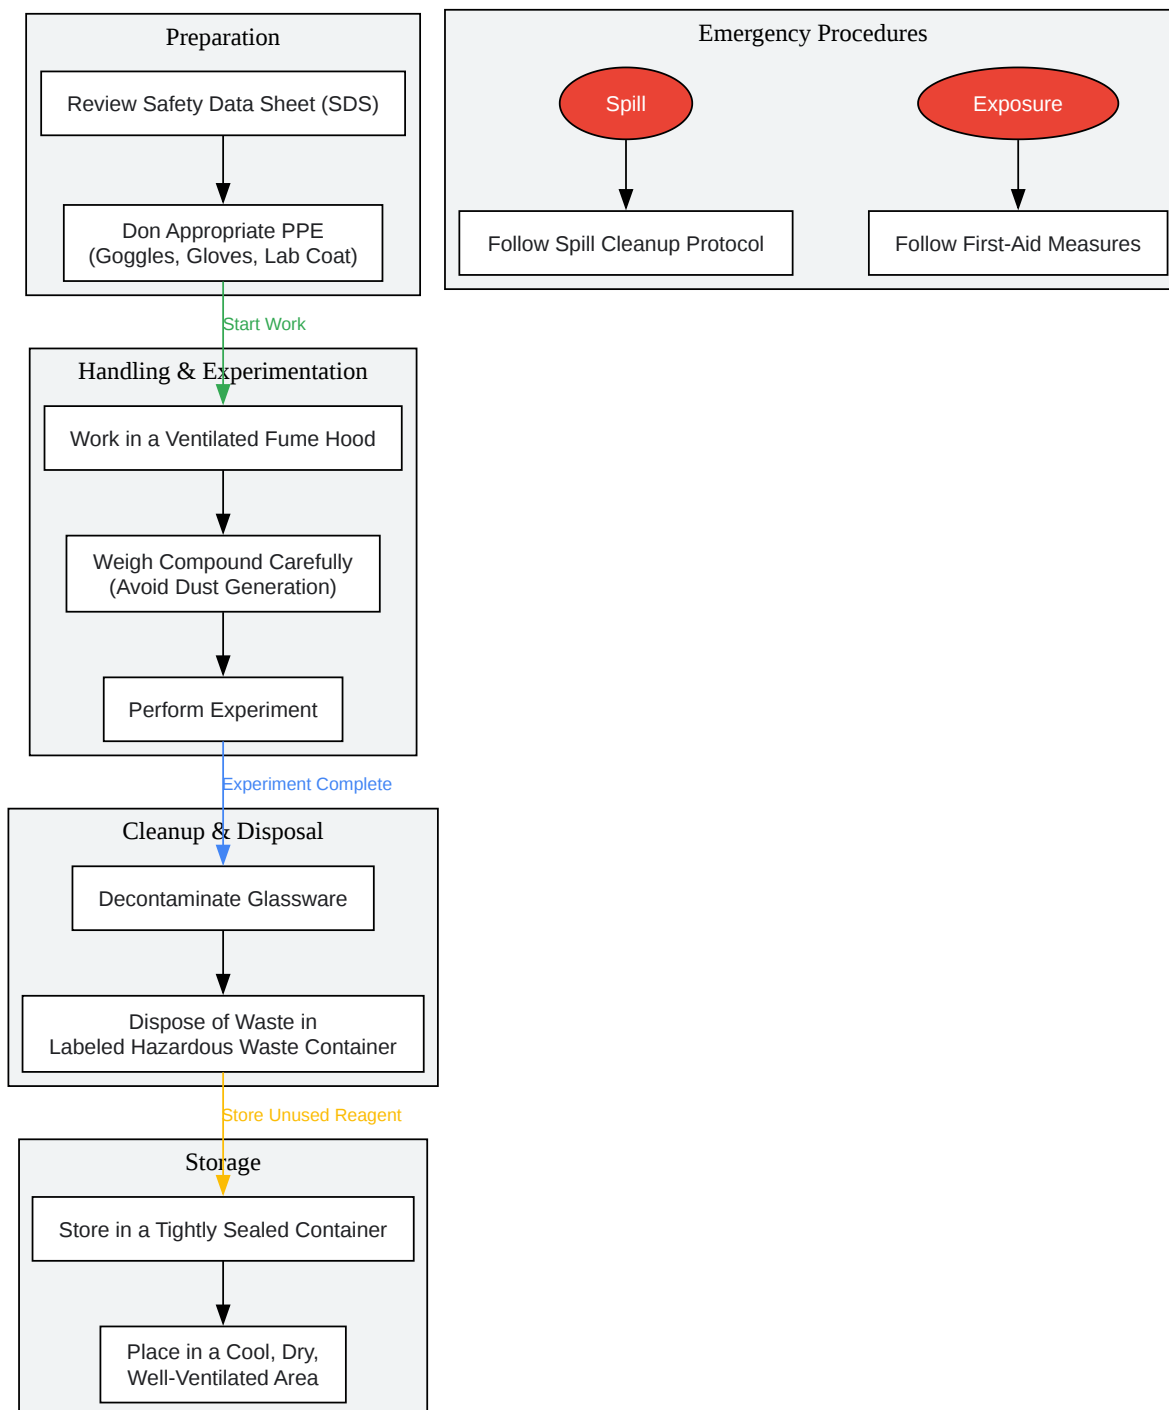 Preparation
Review Safety Data Sheet (SDS)
Don Appropriate PPE
(Goggles, Gloves, Lab Coat)
Start Work
Handling & Experimentation
Work in a Ventilated Fume Hood
Weigh Compound Carefully
(Avoid Dust Generation)
Perform Experiment
Experiment Complete
Cleanup & Disposal
Decontaminate Glassware
Dispose of Waste in
Labeled Hazardous Waste Container
Store Unused Reagent
Storage
Store in a Tightly Sealed Container
Place in a Cool, Dry,
Well-Ventilated Area
Emergency Procedures
Spill
Follow Spill Cleanup Protocol
Exposure
Follow First-Aid Measures